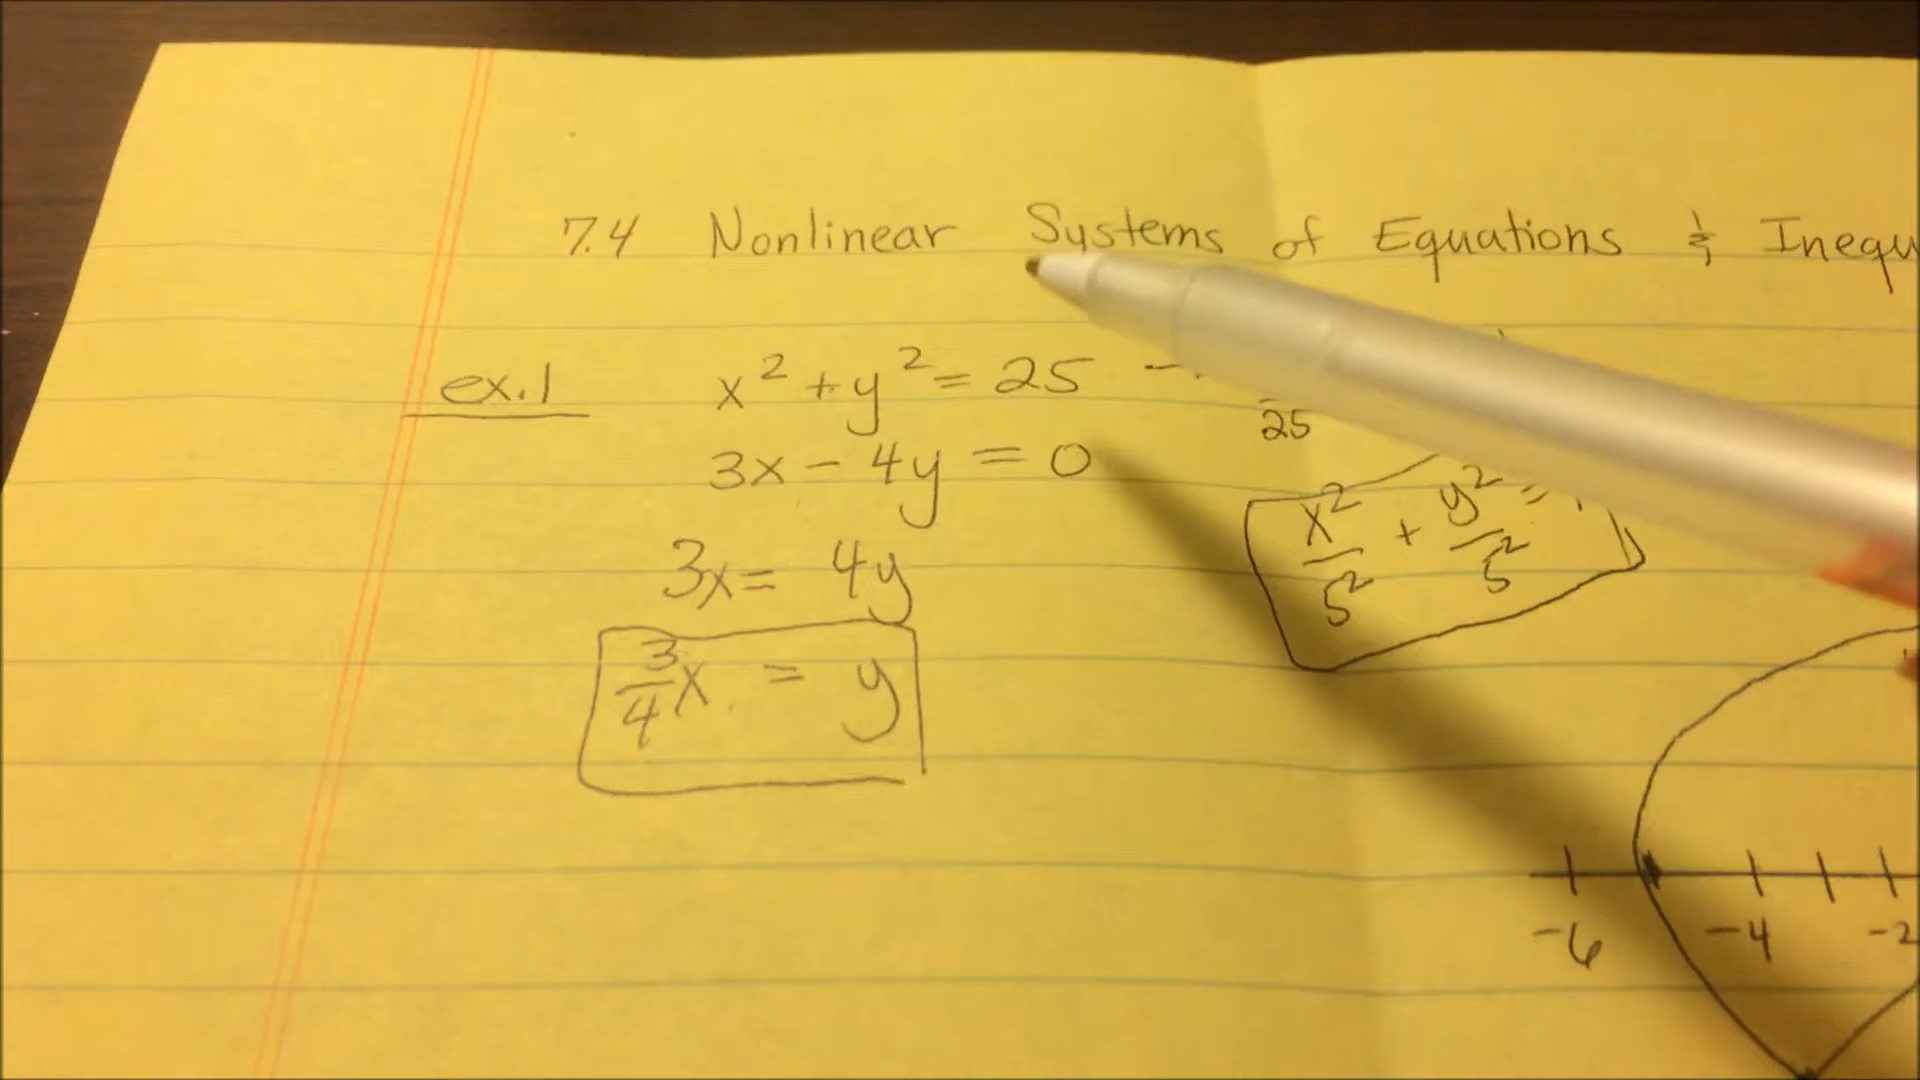 7.4 Nonlinear Systems of Equations & Inequ
ex.1
x² + y² = 25
3x - 4y = 0
3x = 4y
3/4 x = y
25
x²/5² + y²/5² =
-6 -4 -2